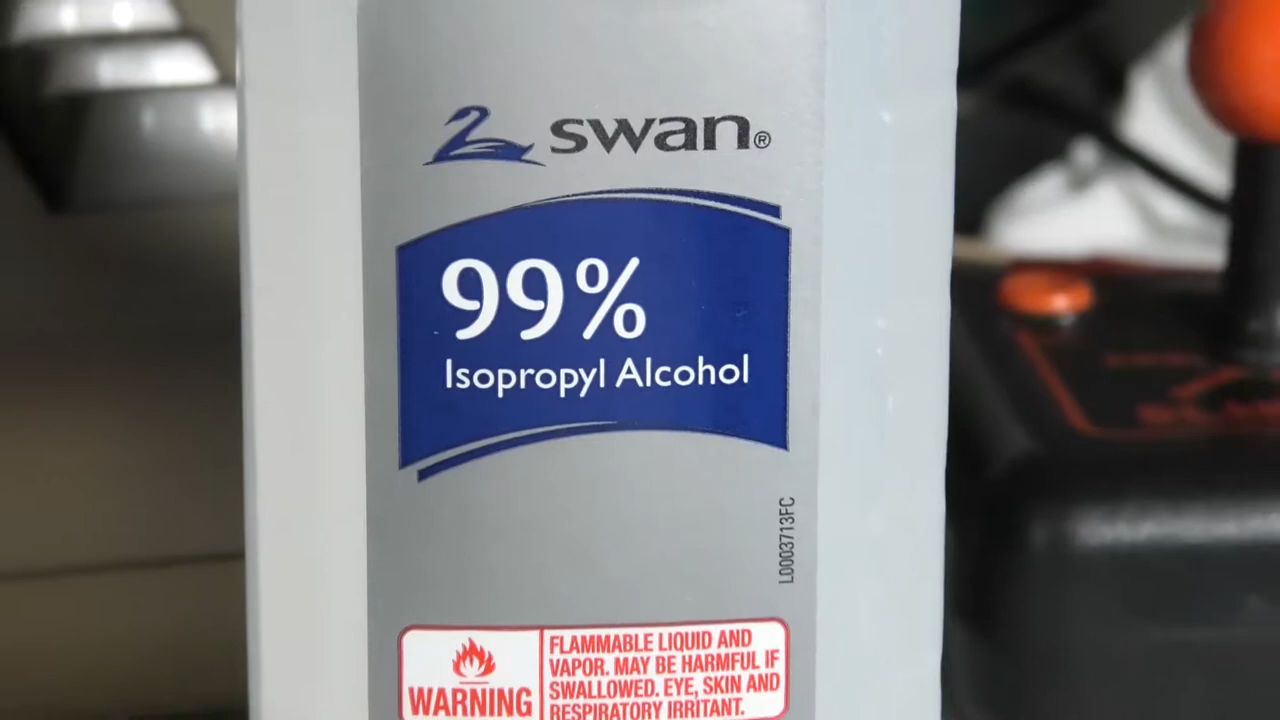 swan®
99%
Isopropyl Alcohol
L0003713FC
WARNING
FLAMMABLE LIQUID AND
VAPOR. MAY BE HARMFUL IF
SWALLOWED. EYE, SKIN AND
RESPIRATORY IRRITANT.